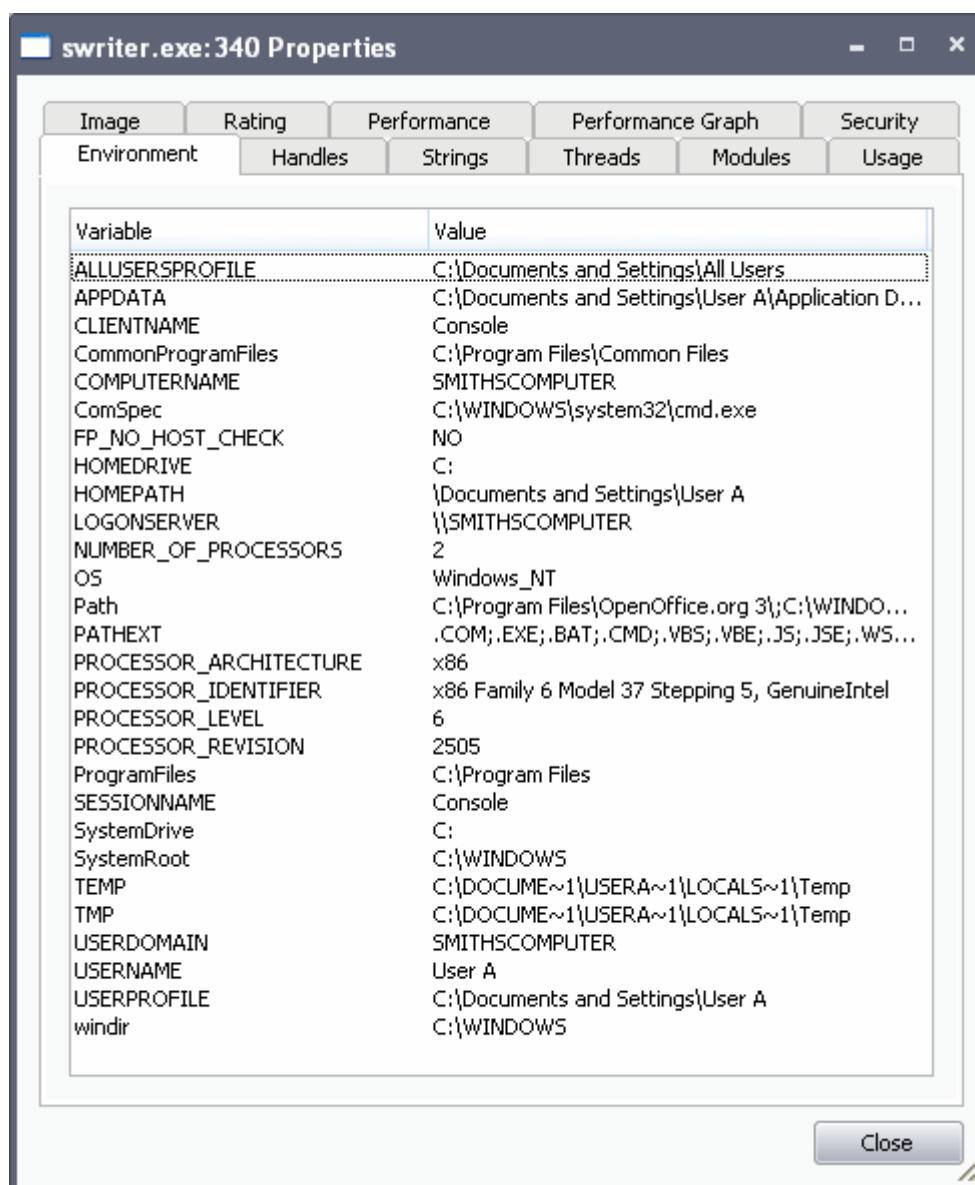 swriter.exe:340 Properties
Image Rating Performance Performance Graph Security
Environment Handles Strings Threads Modules Usage
Variable Value
ALLUSERSPROFILE C:\Documents and Settings\All Users
APPDATA C:\Documents and Settings\User A\Application D...
CLIENTNAME Console
CommonProgramFiles C:\Program Files\Common Files
COMPUTERNAME SMITHSCOMPUTER
ComSpec C:\WINDOWS\system32\cmd.exe
FP_NO_HOST_CHECK NO
HOMEDRIVE C:
HOMEPATH \Documents and Settings\User A
LOGONSERVER \\SMITHSCOMPUTER
NUMBER_OF_PROCESSORS 2
OS Windows_NT
Path C:\Program Files\OpenOffice.org 3\;C:\WINDO...
PATHEXT .COM;.EXE;.BAT;.CMD;.VBS;.VBE;.JS;.JSE;.WS...
PROCESSOR_ARCHITECTURE x86
PROCESSOR_IDENTIFIER x86 Family 6 Model 37 Stepping 5, GenuineIntel
PROCESSOR_LEVEL 6
PROCESSOR_REVISION 2505
ProgramFiles C:\Program Files
SESSIONNAME Console
SystemDrive C:
SystemRoot C:\WINDOWS
TEMP C:\DOCUME~1\USERA~1\LOCALS~1\Temp
TMP C:\DOCUME~1\USERA~1\LOCALS~1\Temp
USERDOMAIN SMITHSCOMPUTER
USERNAME User A
USERPROFILE C:\Documents and Settings\User A
windir C:\WINDOWS
Close